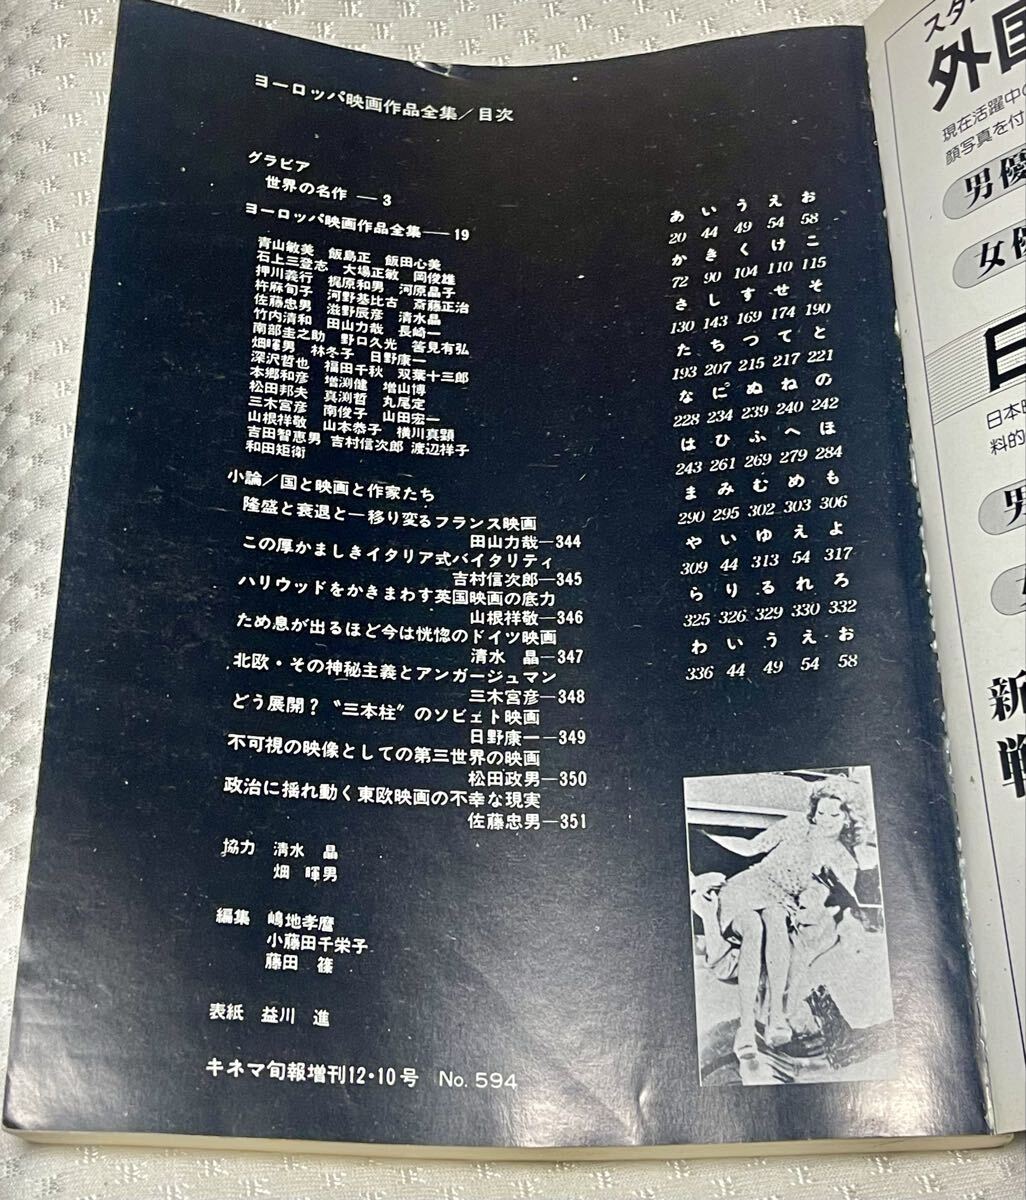 ヨーロッパ映画作品全集/目次
グラビア
世界の名作 — 3
ヨーロッパ映画作品全集 — 19
青山敏美 飯島正 飯田心美
石上三登志 大場正敏 岡俊雄
押川義行 梶原和男 河原晶子
杵麻旬子 河野基比古 斎藤正治
佐藤忠男 滋野辰彦 清水晶
竹内清和 田山力哉 長崎一
南部圭之助 野口久光 筈見有弘
畑暉男 林冬子 日野康一
深沢哲也 福田千秋 双葉十三郎
本郷和彦 増渕健 増山博
松田邦夫 真渕哲 丸尾定
三木宮彦 南俊子 山田宏一
山根祥敬 山本恭子 横川真顕
吉田智恵男 吉村信次郎 渡辺祥子
和田矩衛
小論/国と映画と作家たち
隆盛と衰退と—移り変るフランス映画
田山力哉—344
この厚かましきイタリア式バイタリティ
吉村信次郎—345
ハリウッドをかきまわす英国映画の底力
山根祥敬—346
ため息が出るほど今は恍惚のドイツ映画
清水 晶—347
北欧・その神秘主義とアンガージュマン
三木宮彦—348
どう展開?〝三本柱〟のソビェト映画
日野康一—349
不可視の映像としての第三世界の映画
松田政男—350
政治に揺れ動く東欧映画の不幸な現実
佐藤忠男—351
協力 清水 晶
畑 暉男
編集 嶋地孝麿
小藤田千栄子
藤田 篠
表紙 益川 進
キネマ旬報増刊12・10号 No. 594
あ い う え お
20 44 49 54 58
か き く け こ
72 90 104 110 115
さ し す せ そ
130 143 169 174 190
た ち つ て と
193 207 215 217 221
な に ぬ ね の
228 234 239 240 242
は ひ ふ へ ほ
243 261 269 279 284
ま み む め も
290 295 302 303 306
や い ゆ え よ
309 44 313 54 317
ら り る れ ろ
325 326 329 330 332
わ い う え お
336 44 49 54 58
スター
外国
現在活躍中の
顔写真を付
男優
女優
日
日本
料的
男
新
戦